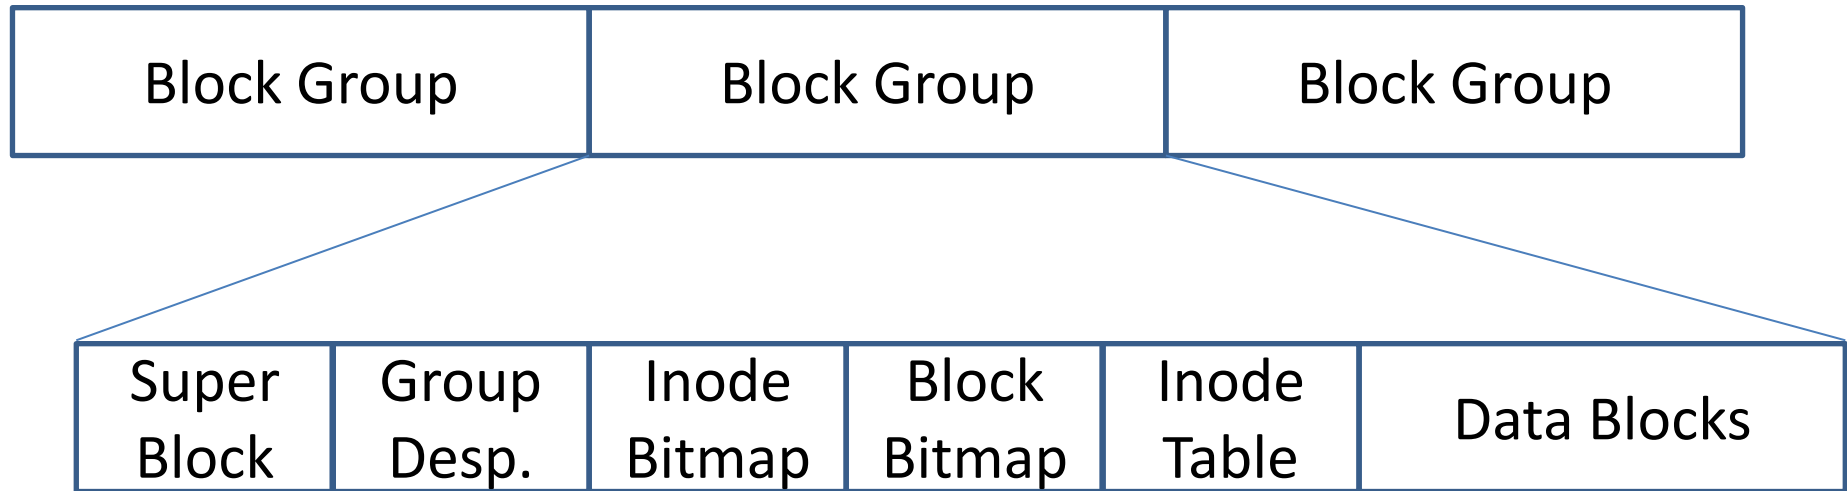 Block Group Block Group Block Group
Super Group Inode Block Inode
Block Desp. Bitmap Bitmap Table Data Blocks